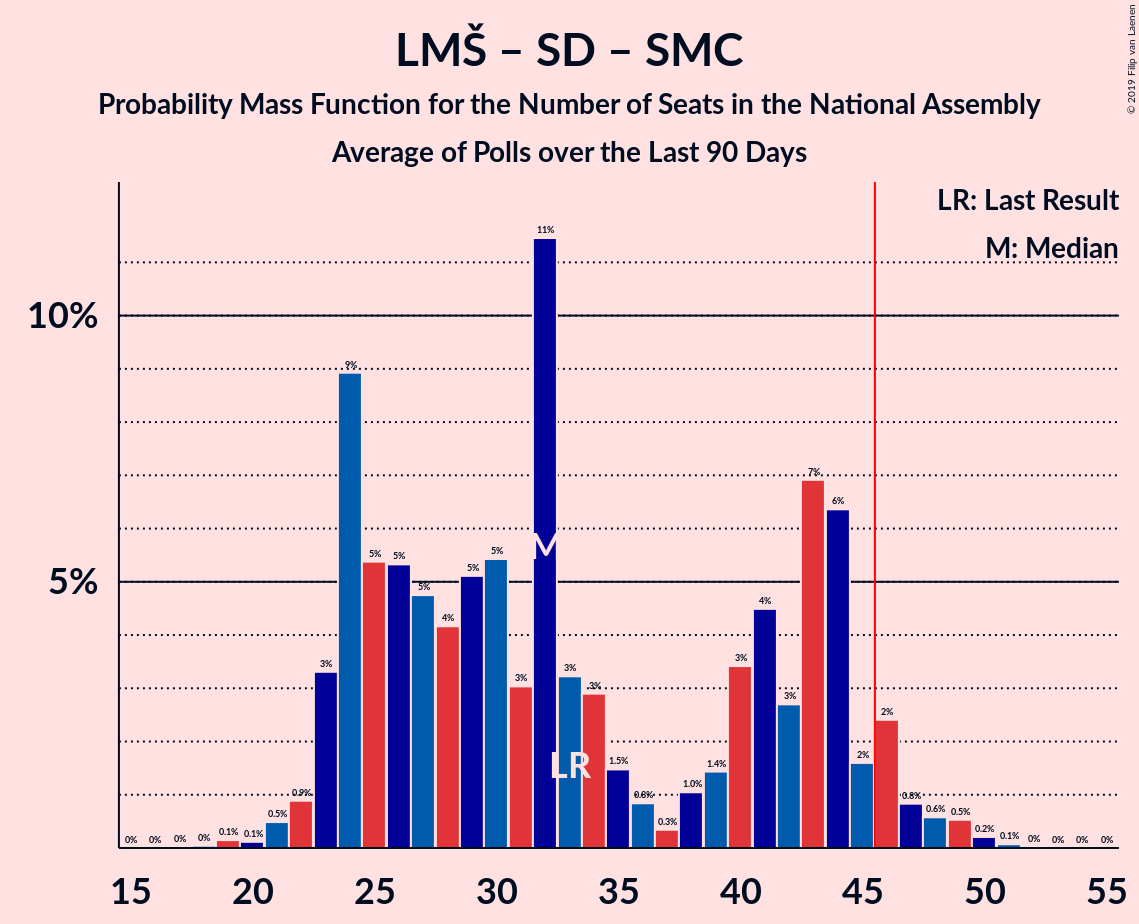 LMŠ – SD – SMC
Probability Mass Function for the Number of Seats in the National Assembly
Average of Polls over the Last 90 Days
© 2019 Filip van Laenen
LR: Last Result
M: Median
10%
5%
0% 0% 0% 0% 0.1% 0.1% 0.5% 0.9% 3% 9% 5% 5% 5% 4% 5% 5% 3% 11% 3% 3% 1.5% 0.8% 0.3% 1.0% 1.4% 3% 4% 3% 7% 6% 2% 2% 0.8% 0.6% 0.5% 0.2% 0.1% 0% 0% 0% 0%
M
LR
15 20 25 30 35 40 45 50 55